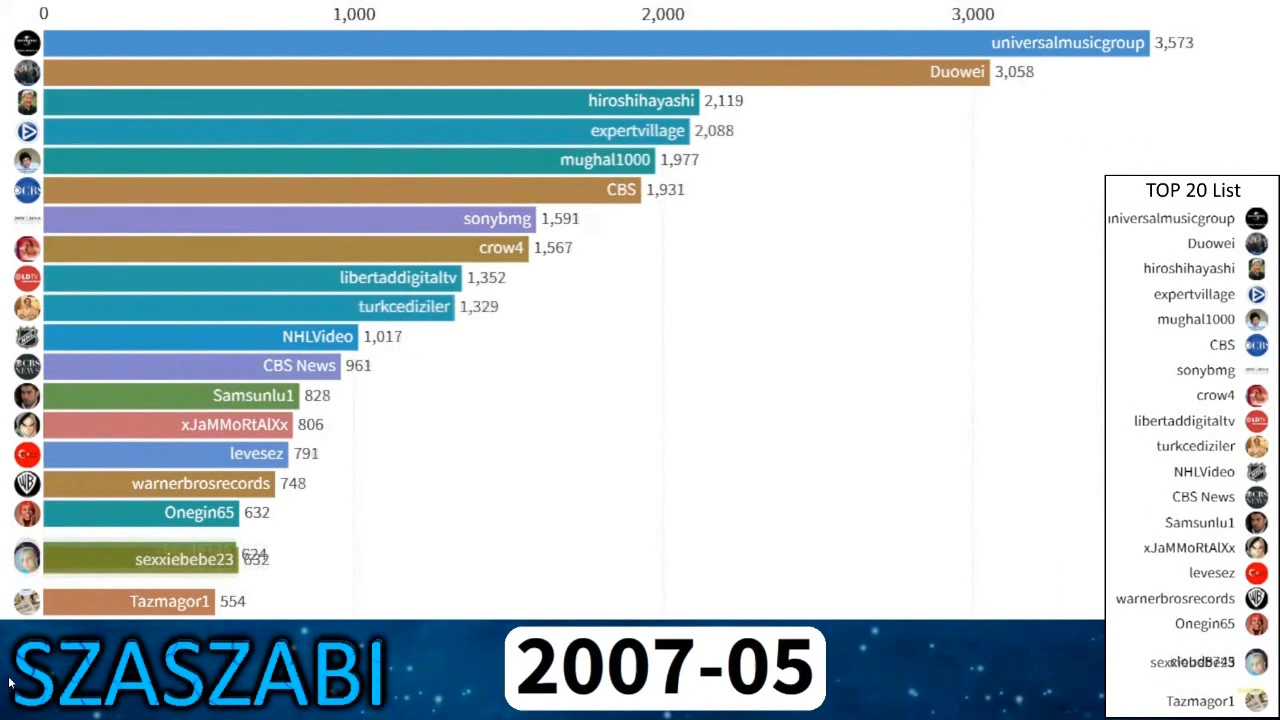 0 1,000 2,000 3,000
universalmusicgroup 3,573
Duowei 3,058
hiroshihayashi 2,119
expertvillage 2,088
mughal1000 1,977
CBS 1,931
sonybmg 1,591
crow4 1,567
libertaddigitaltv 1,352
turkcediziler 1,329
NHLVideo 1,017
CBS News 961
Samsunlu1 828
xJaMMoRtAlXx 806
levesez 791
warnerbrosrecords 748
Onegin65 632
sexxiebebe23 632
Tazmagor1 554
TOP 20 List
niversalmusicgroup
Duowei
hiroshihayashi
expertvillage
mughal1000
CBS
sonybmg
crow4
libertaddigitaltv
turkcediziler
NHLVideo
CBS News
Samsunlu1
xJaMMoRtAlXx
levesez
warnerbrosrecords
Onegin65
Tazmagor1
SZASZABI
2007-05